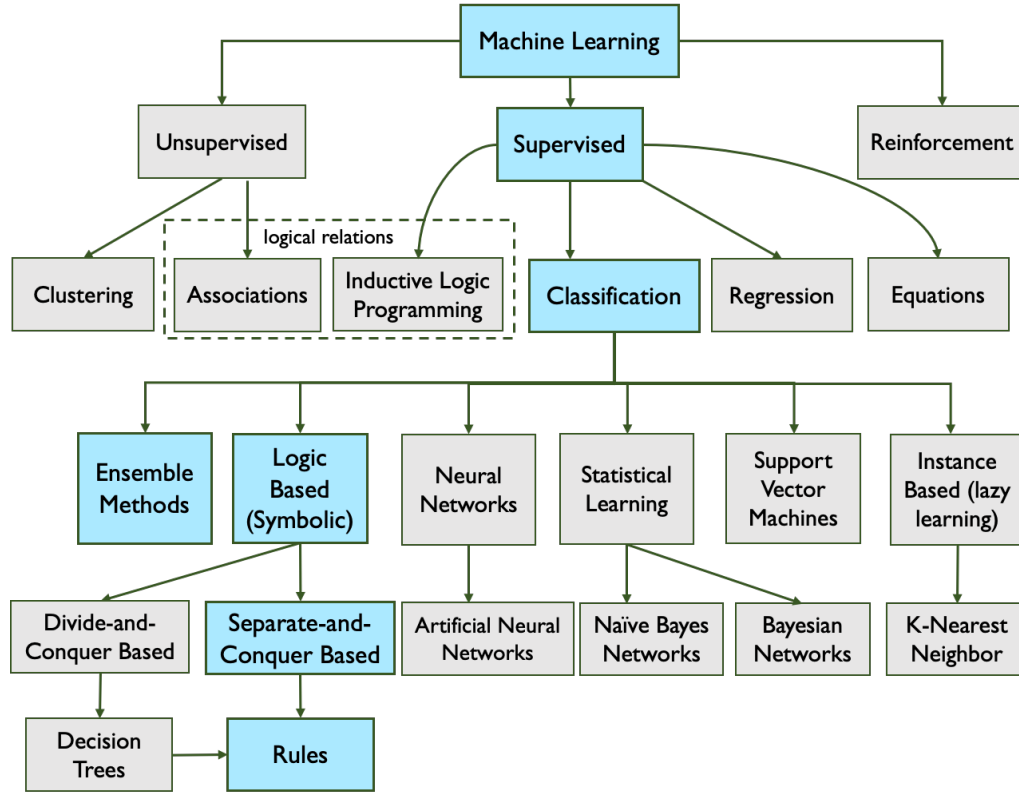 Machine Learning
Unsupervised
Supervised
Reinforcement
logical relations
Clustering
Associations
Inductive Logic
Programming
Classification
Regression
Equations
Ensemble
Methods
Logic
Based
(Symbolic)
Neural
Networks
Statistical
Learning
Support
Vector
Machines
Instance
Based (lazy
learning)
Divide-and-
Conquer Based
Separate-and-
Conquer Based
Artificial Neural
Networks
Naïve Bayes
Networks
Bayesian
Networks
K-Nearest
Neighbor
Decision
Trees
Rules